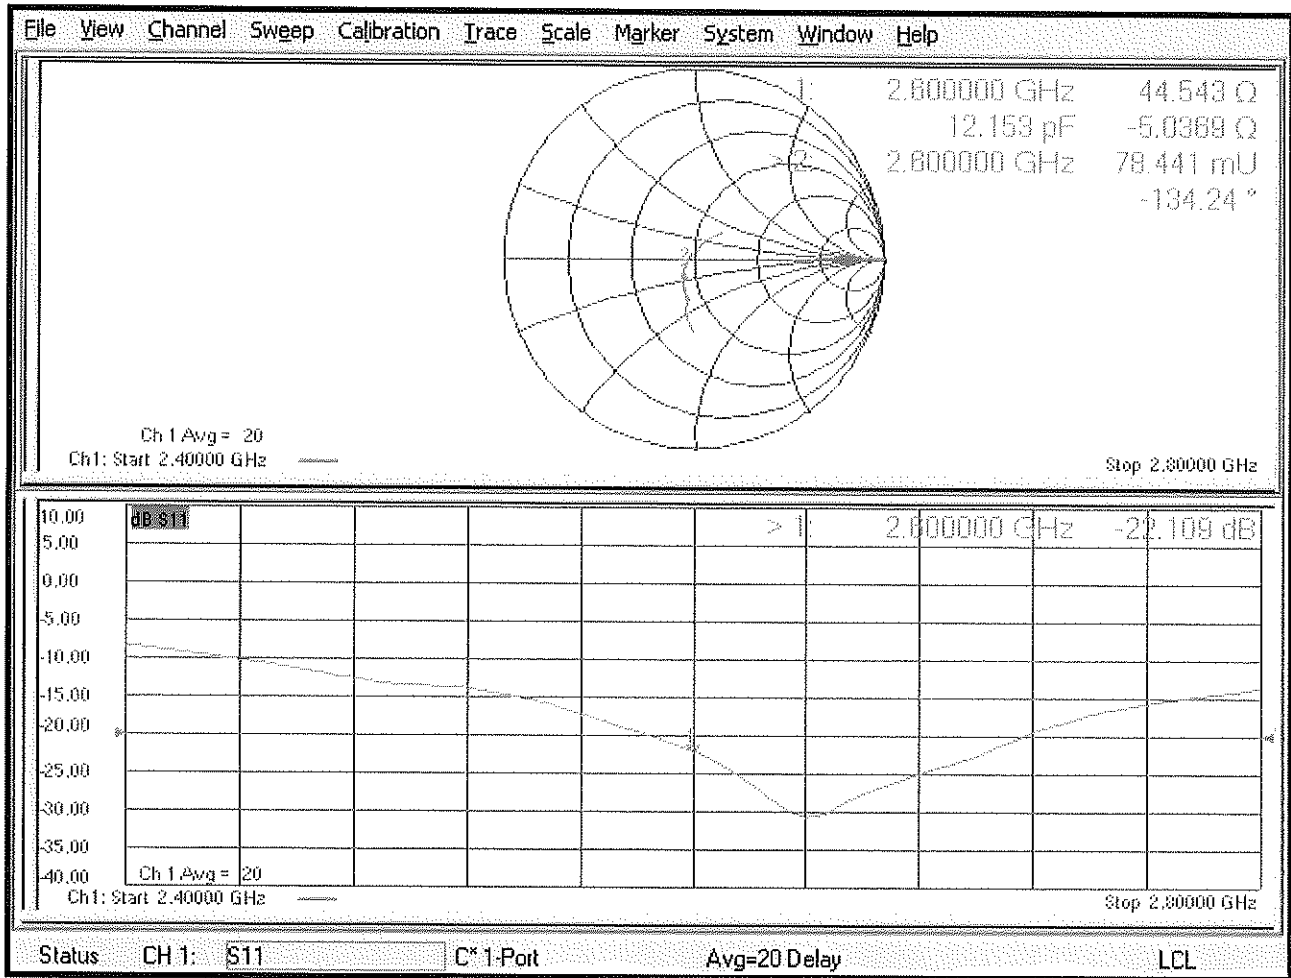 File View Channel Sweep Calibration Trace Scale Marker System Window Help
1: 2.600000 GHz 44.543 Ω
12.153 pF -5.0369 Ω
> 2: 2.600000 GHz 78.441 mU
-134.24 °
Ch 1 Avg = 20
Ch1: Start 2.40000 GHz
Stop 2.80000 GHz
10.00
dB S11
> 1: 2.600000 GHz -22.109 dB
5.00
0.00
-5.00
-10.00
-15.00
-20.00
-25.00
-30.00
-35.00
-40.00
Ch 1 Avg = 20
Ch1: Start 2.40000 GHz
Stop 2.80000 GHz
Status CH 1: S11 C* 1-Port Avg=20 Delay LCL